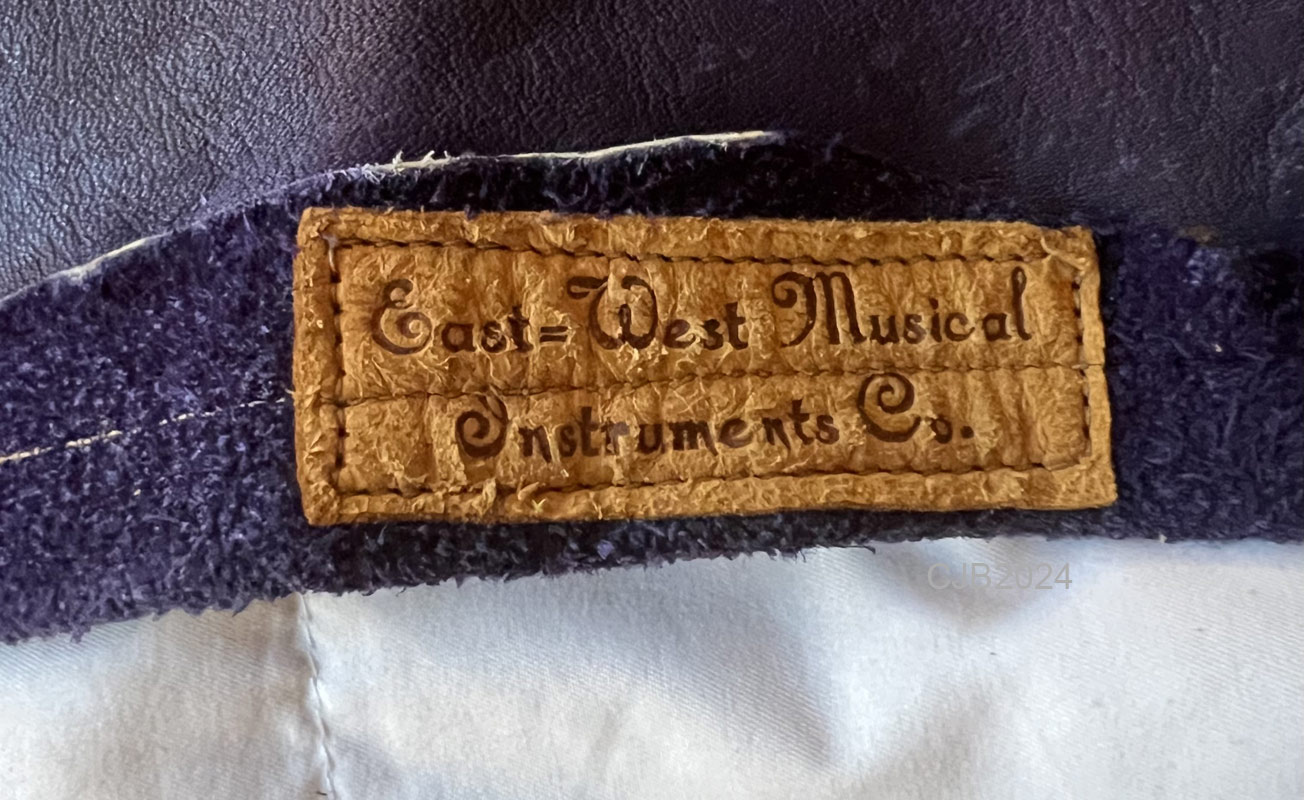 East=West Musical
Instruments Co.
CJB2024